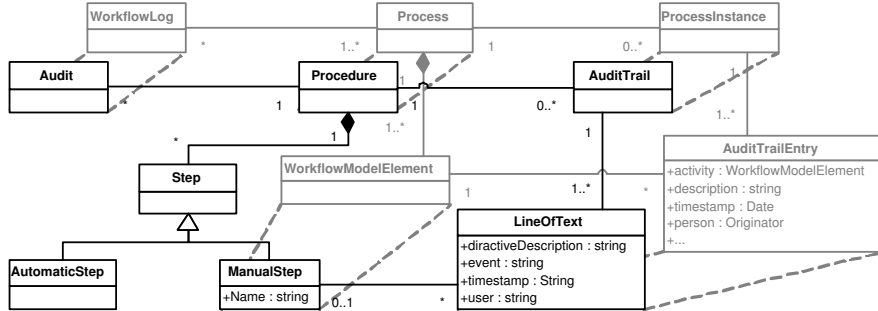 WorkflowLog
Process
ProcessInstance
*
1..*
1
0..*
Audit
Procedure
AuditTrail
1
1
*
1
1
0..*
1..*
1..*
*
1
1
AuditTrailEntry
Step
WorkflowModelElement
+activity : WorkflowModelElement
1
1..*
*
+description : string
+timestamp : Date
LineOfText
+person : Originator
+...
+diractiveDescription : string
AutomaticStep
ManualStep
+event : string
+timestamp : String
+Name : string
0..1
*
+user : string